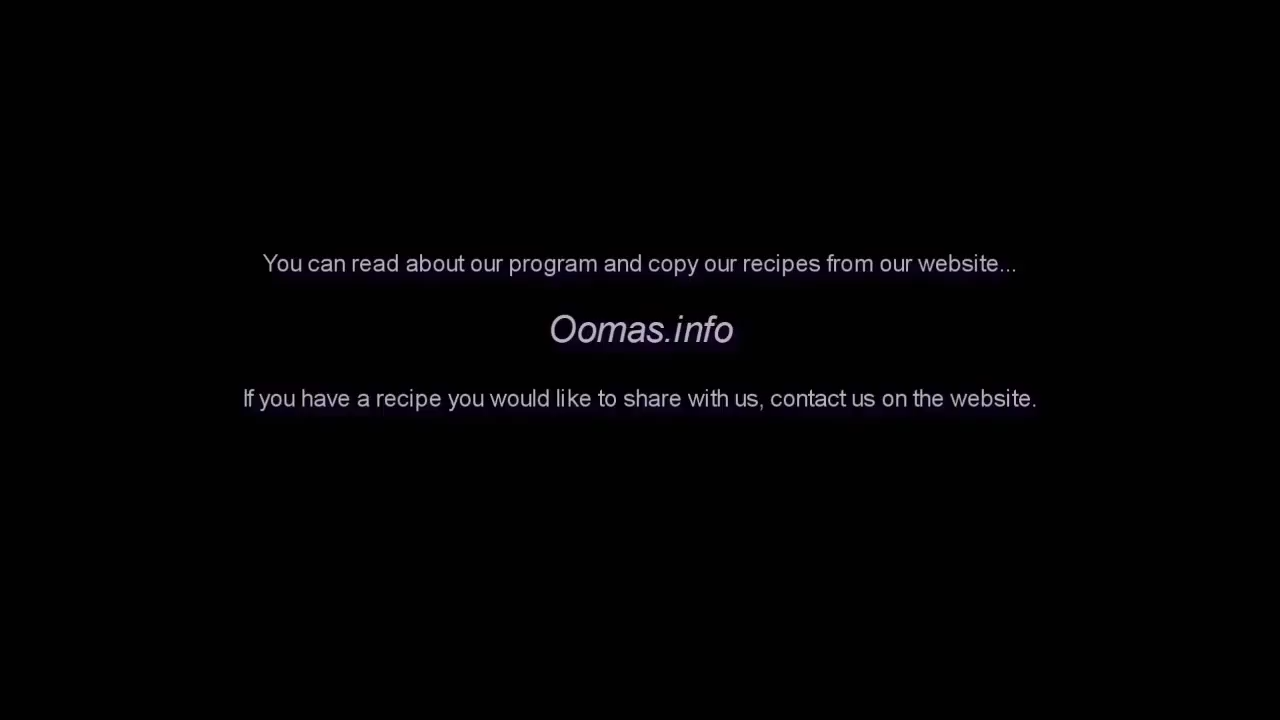 You can read about our program and copy our recipes from our website...
Oomas.info
If you have a recipe you would like to share with us, contact us on the website.